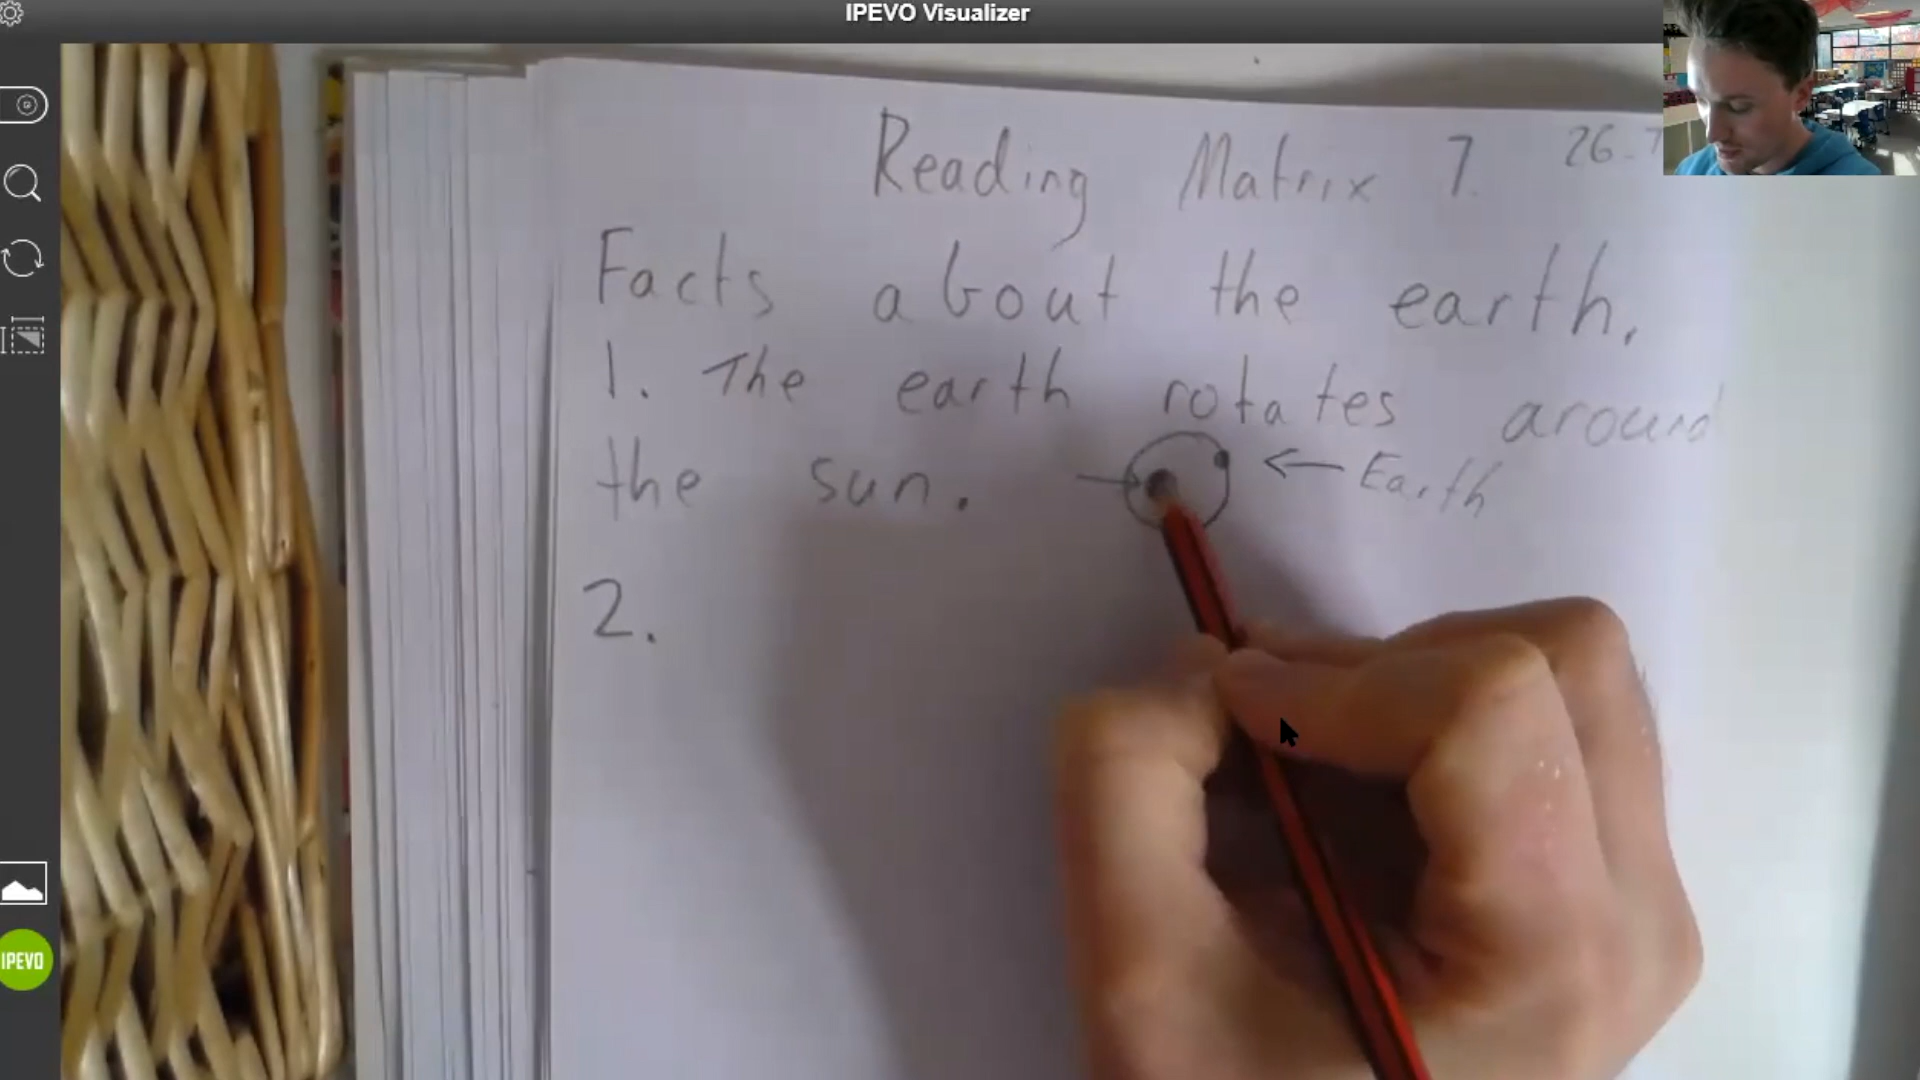 IPEVO Visualizer
Reading Matrix 7.
Facts about the earth.
1. The earth rotates around
the sun. ← Earth
2.
IPEVO